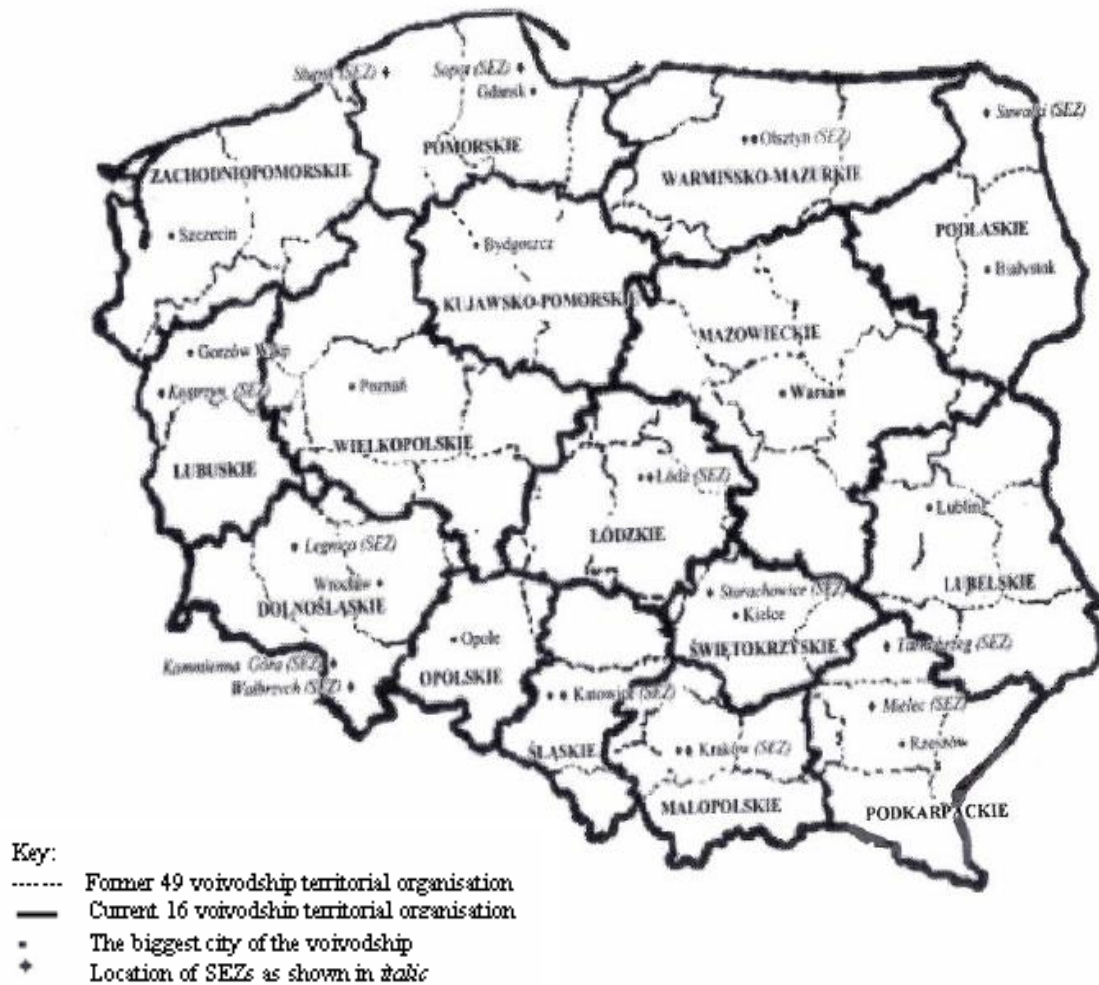 Słupsk (SEZ)
Sopot (SEZ)
Gdansk
Suwałki (SEZ)
Olsztyn (SEZ)
POMORSKIE
ZACHODNIOPOMORSKIE
WARMIŃSKO-MAZURKIE
Szczecin
Bydgoszcz
PODLASKIE
Białystok
KUJAWSKO-POMORSKIE
MAZOWIECKIE
Gorzów Wlkp
Kostrzyn (SEZ)
Poznań
Warsaw
WIELKOPOLSKIE
LUBUSKIE
Łódź (SEZ)
Lublin
ŁÓDZKIE
Legnica (SEZ)
Wrocław
DOLNOŚLĄSKIE
LUBELSKIE
Starachowice (SEZ)
Kielce
ŚWIĘTOKRZYSKIE
Tarnobrzeg (SEZ)
Opole
OPOLSKIE
Kamnienna Góra (SEZ)
Wałbrzych (SEZ)
Katowice (SEZ)
Mielec (SEZ)
ŚLĄSKIE
Kraków (SEZ)
Rzeszów
MALOPOLSKIE
PODKARPACKIE
Key:
Former 49 voivodship territorial organisation
Current 16 voivodship territorial organisation
The biggest city of the voivodship
Location of SEZs as shown in italic